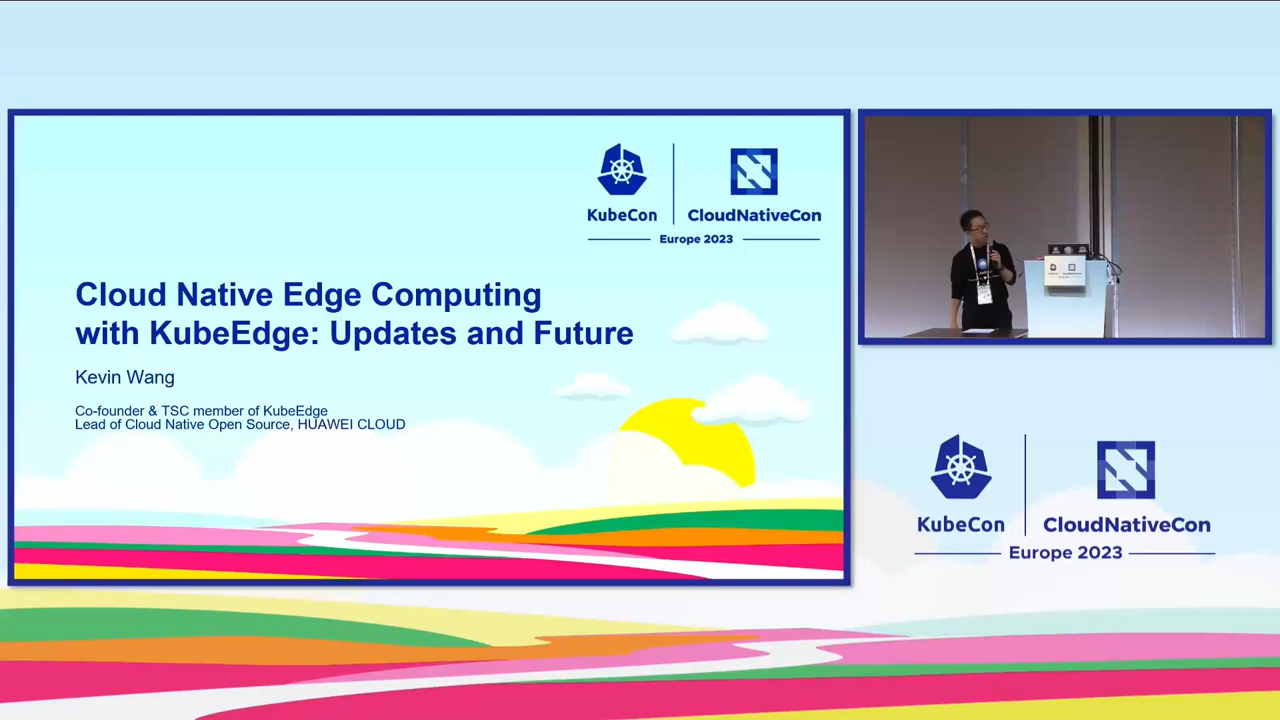 KubeCon
CloudNativeCon
Europe 2023
Cloud Native Edge Computing
with KubeEdge: Updates and Future
Kevin Wang
Co-founder & TSC member of KubeEdge
Lead of Cloud Native Open Source, HUAWEI CLOUD
KubeCon
CloudNativeCon
Europe 2023